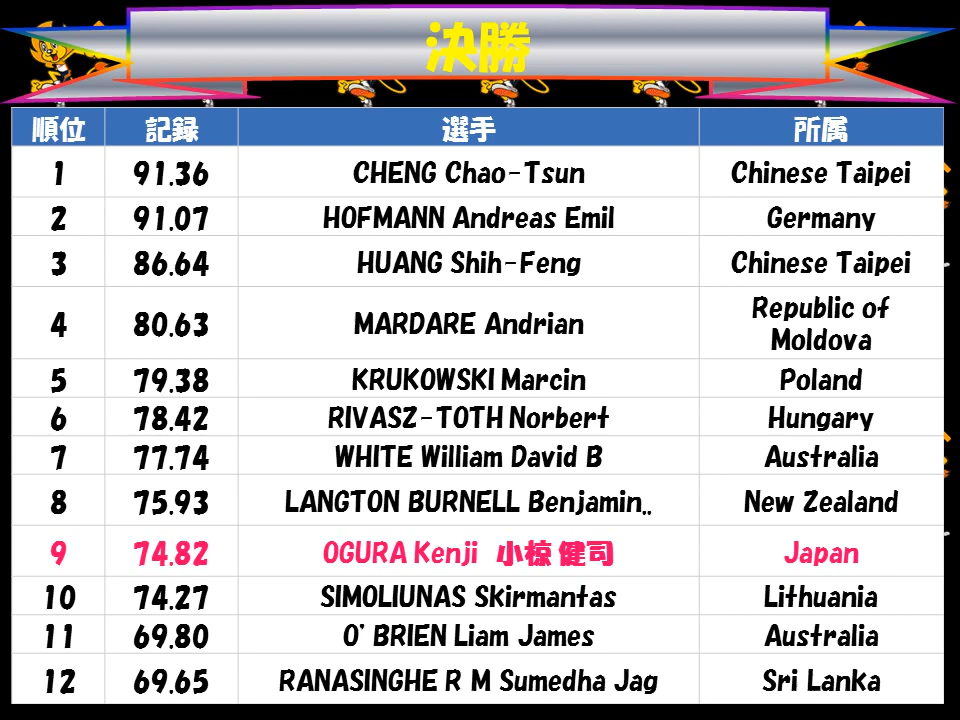 決勝
順位 記録 選手 所属
1 91.36 CHENG Chao-Tsun Chinese Taipei
2 91.07 HOFMANN Andreas Emil Germany
3 86.64 HUANG Shih-Feng Chinese Taipei
4 80.63 MARDARE Andrian Republic of
Moldova
5 79.38 KRUKOWSKI Marcin Poland
6 78.42 RIVASZ-TOTH Norbert Hungary
7 77.74 WHITE William David B Australia
8 75.93 LANGTON BURNELL Benjamin.. New Zealand
9 74.82 OGURA Kenji 小椋 健司 Japan
10 74.27 SIMOLIUNAS Skirmantas Lithuania
11 69.80 O' BRIEN Liam James Australia
12 69.65 RANASINGHE R M Sumedha Jag Sri Lanka